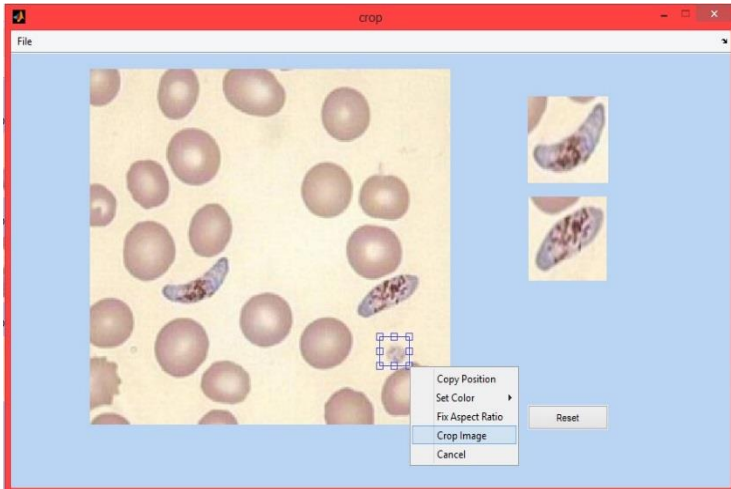 crop
File
Copy Position
Set Color
Fix Aspect Ratio
Crop Image
Cancel
Reset